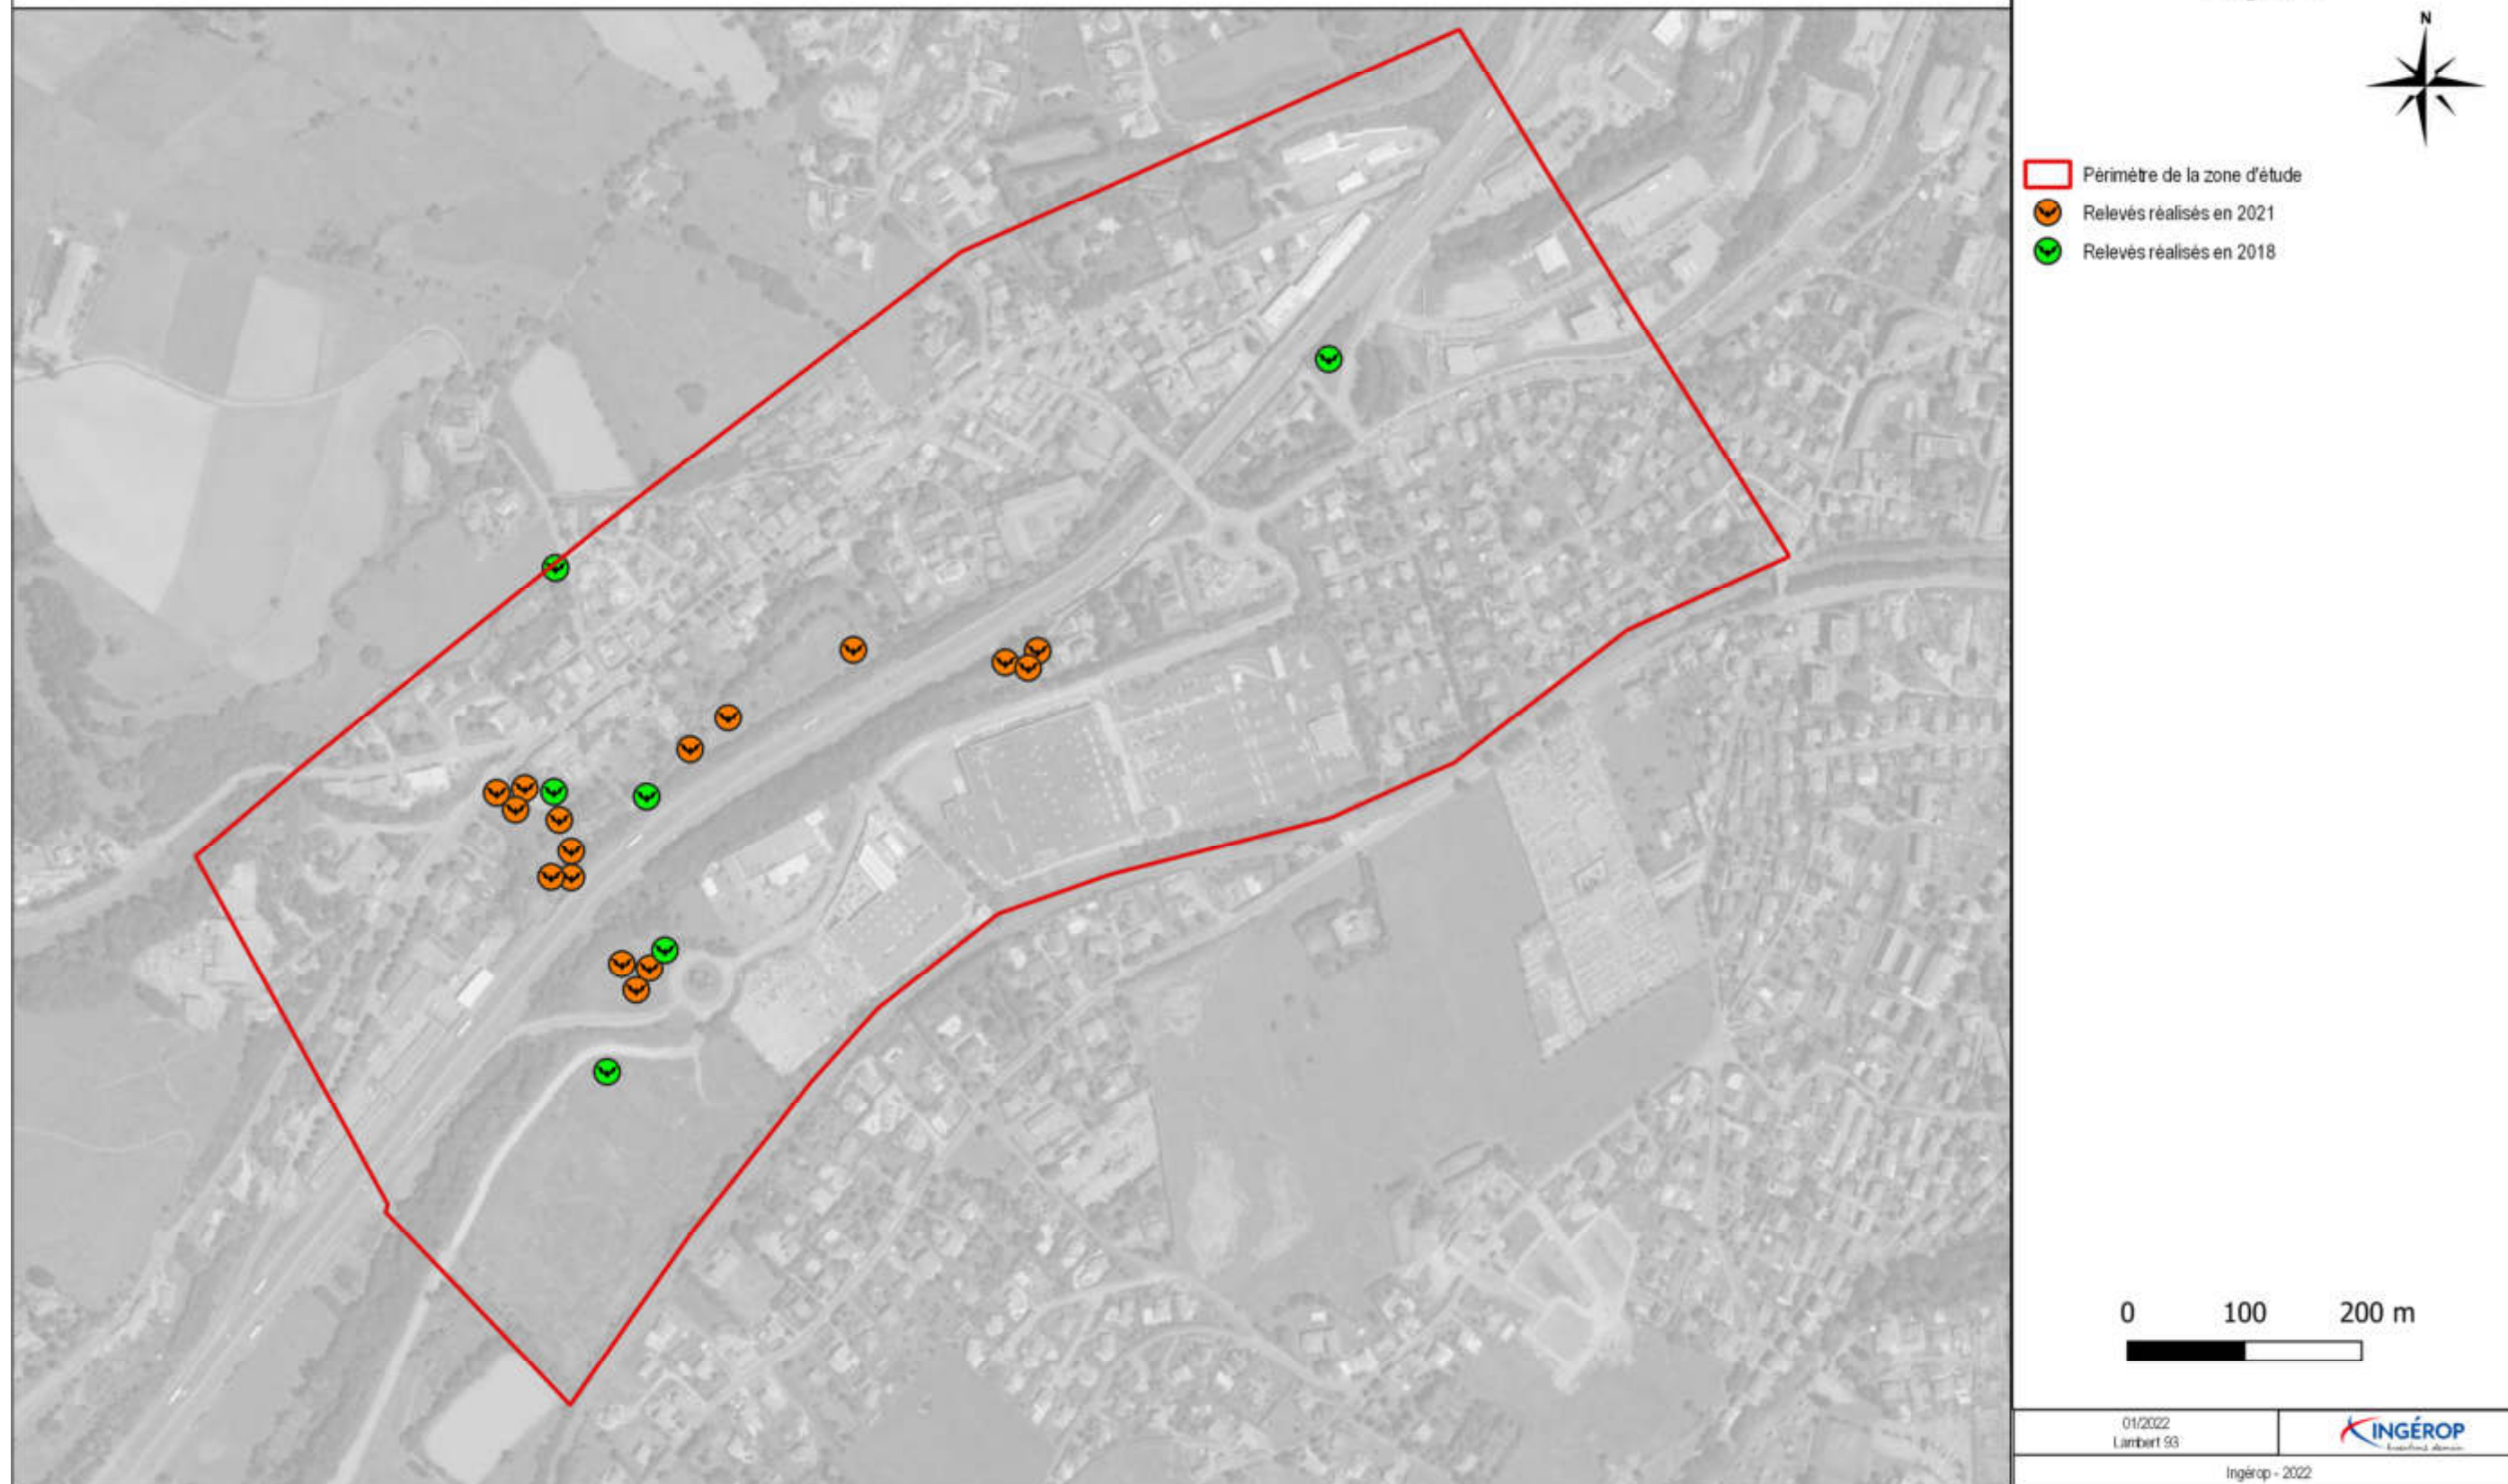 N
Périmètre de la zone d'étude
Relevés réalisés en 2021
Relevés réalisés en 2018
0 100 200 m
01/2022
Lambert 93
INGÉROP
Ingérop - 2022